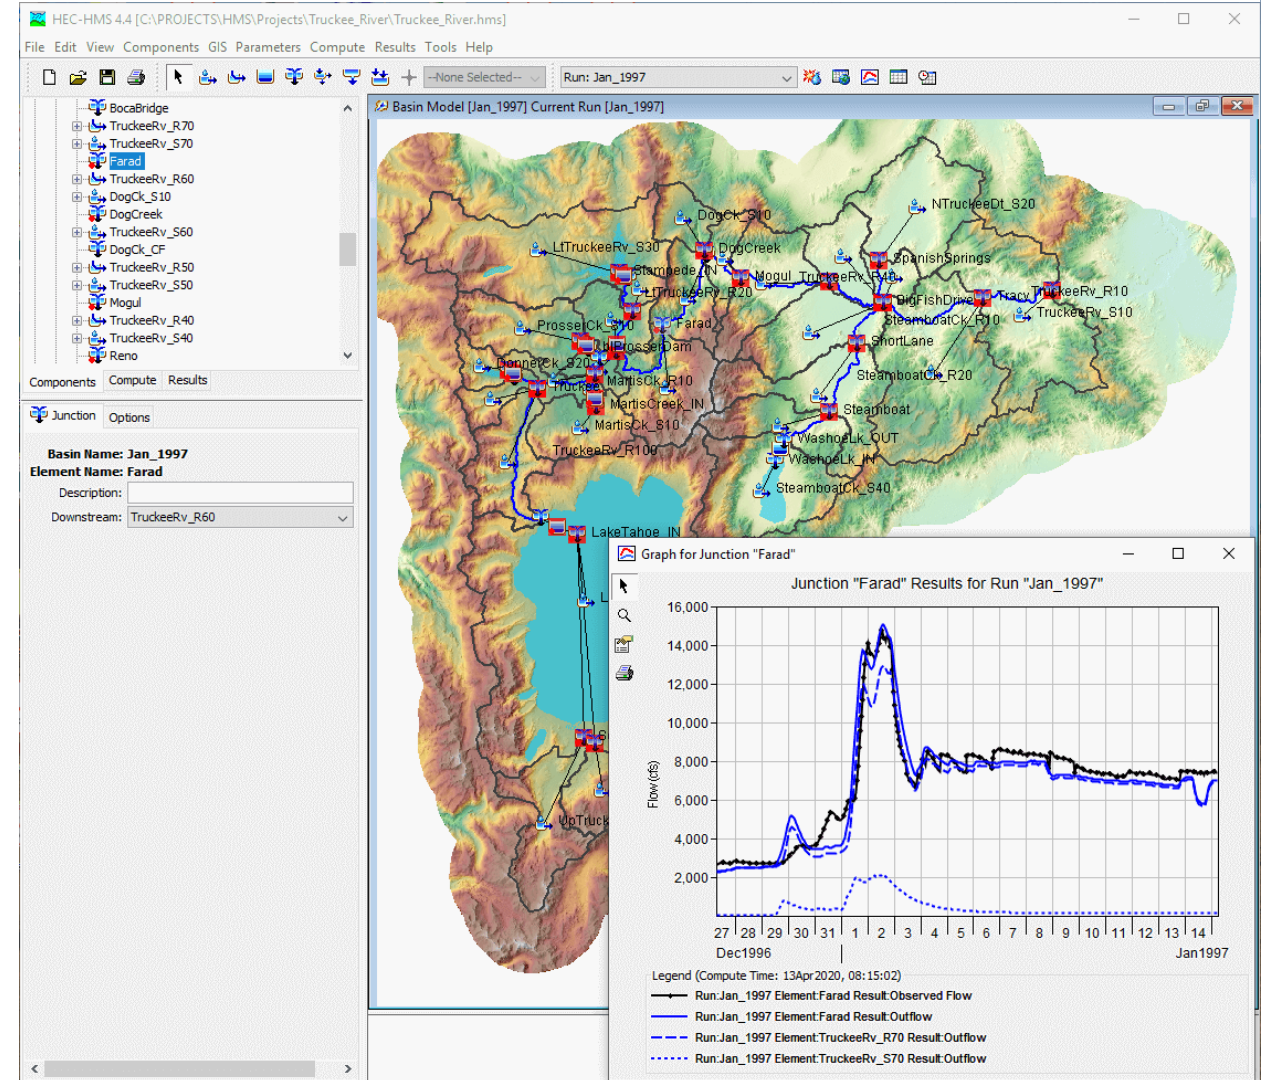 HEC-HMS 4.4 [C:\PROJECTS\HMS\Projects\Truckee_River\Truckee_River.hms]
File Edit View Components GIS Parameters Compute Results Tools Help
--None Selected-- Run: Jan_1997
BocaBridge
TruckeeRv_R70
TruckeeRv_S70
Farad
TruckeeRv_R60
DogCk_S10
DogCreek
TruckeeRv_S60
DogCk_CF
TruckeeRv_R50
TruckeeRv_S50
Mogul
TruckeeRv_R40
TruckeeRv_S40
Reno
Components Compute Results
Junction Options
Basin Name: Jan_1997
Element Name: Farad
Description:
Downstream: TruckeeRv_R60
Basin Model [Jan_1997] Current Run [Jan_1997]
NTruckeeDt_S20
DogCk_S10
LtTruckeeRv_S30
DogCreek
SpanishSprings
Stampede_IN
Mogul
TruckeeRv_R40
LtTruckeeRv_R20
TruckeeRv_R10
BigFishDrive
Tracy
TruckeeRv_S10
ProsserCk_S10
Farad
SteamboatCk_R10
ProsserDam
ShortLane
DonnerCk_S20
SteamboatCk_R20
MartisCk_R10
Truckee
MartisCreek_IN
Steamboat
MartisCk_S10
WashoeLk_OUT
TruckeeRv_R100
WashoeLk_IN
SteamboatCk_S40
LakeTahoe_IN
L
S
UpTruck
Graph for Junction "Farad"
Junction "Farad" Results for Run "Jan_1997"
16,000
14,000
12,000
10,000
8,000
6,000
4,000
2,000
Flow (cfs)
27 28 29 30 31 1 2 3 4 5 6 7 8 9 10 11 12 13 14
Dec1996 Jan1997
Legend (Compute Time: 13Apr2020, 08:15:02)
Run:Jan_1997 Element:Farad Result:Observed Flow
Run:Jan_1997 Element:Farad Result:Outflow
Run:Jan_1997 Element:TruckeeRv_R70 Result:Outflow
Run:Jan_1997 Element:TruckeeRv_S70 Result:Outflow